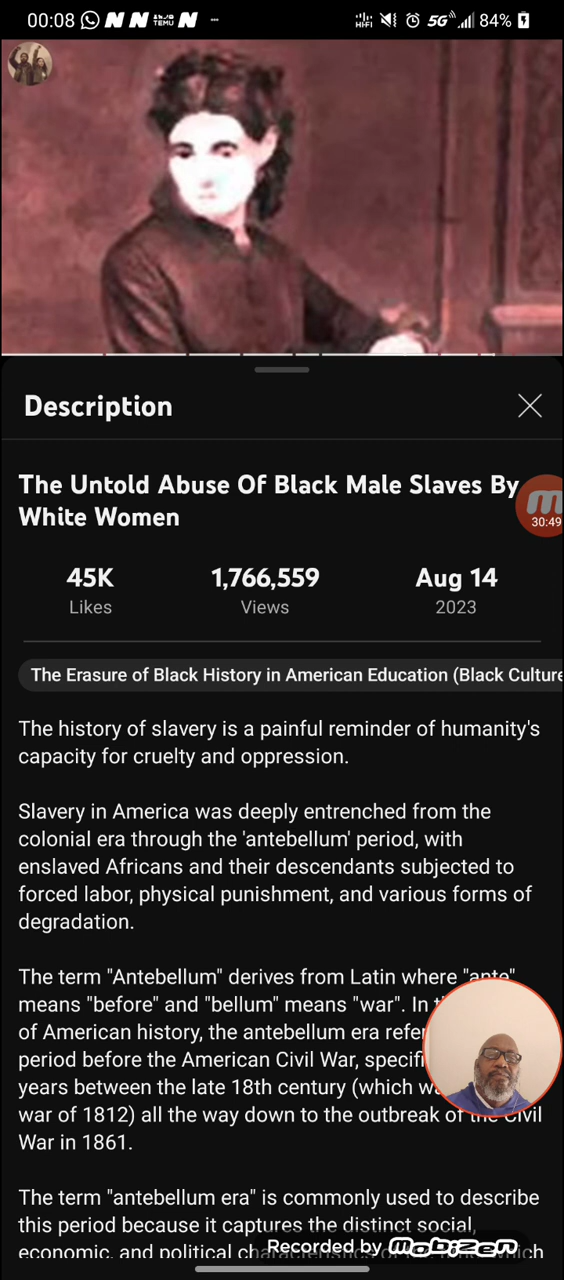 00:08 N N TEMU N 5G 84%
Description
The Untold Abuse Of Black Male Slaves By
White Women
30:49
45K 1,766,559 Aug 14
Likes Views 2023
The Erasure of Black History in American Education (Black Culture
The history of slavery is a painful reminder of humanity's
capacity for cruelty and oppression.
Slavery in America was deeply entrenched from the
colonial era through the 'antebellum' period, with
enslaved Africans and their descendants subjected to
forced labor, physical punishment, and various forms of
degradation.
The term "Antebellum" derives from Latin where "ante"
means "before" and "bellum" means "war". In
of American history, the antebellum era
period before the American Civil War,
years between the late 18th century (which
war of 1812) all the way down to the outbreak of the Civil
War in 1861.
The term "antebellum era" is commonly used to describe
this period because it captures the distinct social,
economic, and political
Recorded by MOBIZEN